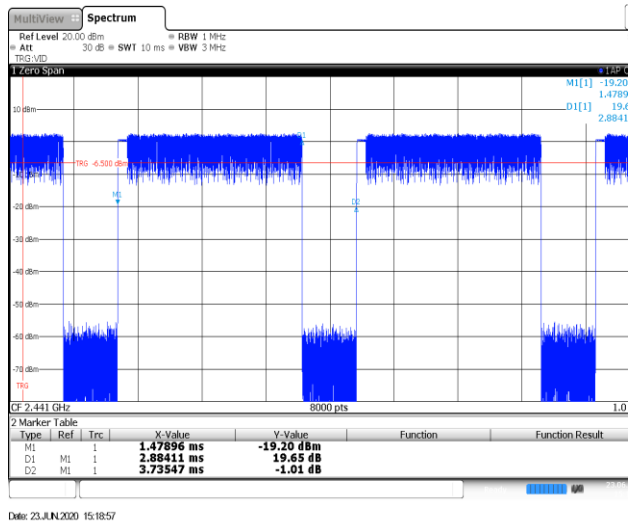 MultiView Spectrum
Ref Level 20.00 dBm RBW 1 MHz
Att 30 dB SWT 10 ms VBW 3 MHz
TRG:VID
1 Zero Span 1AP
M1[1] -19.20
1.4789
D1[1] 19.6
2.8841
10 dBm
D1
TRG -6.500 dBm
M1
-20 dBm
D2
-30 dBm
-40 dBm
-50 dBm
-60 dBm
-70 dBm
TRG
CF 2.441 GHz 8000 pts 1.0
2 Marker Table
Type Ref Trc X-Value Y-Value Function Function Result
M1 1 1.47896 ms -19.20 dBm
D1 M1 1 2.88411 ms 19.65 dB
D2 M1 1 3.73547 ms -1.01 dB
Date: 23.JUN.2020 15:18:57